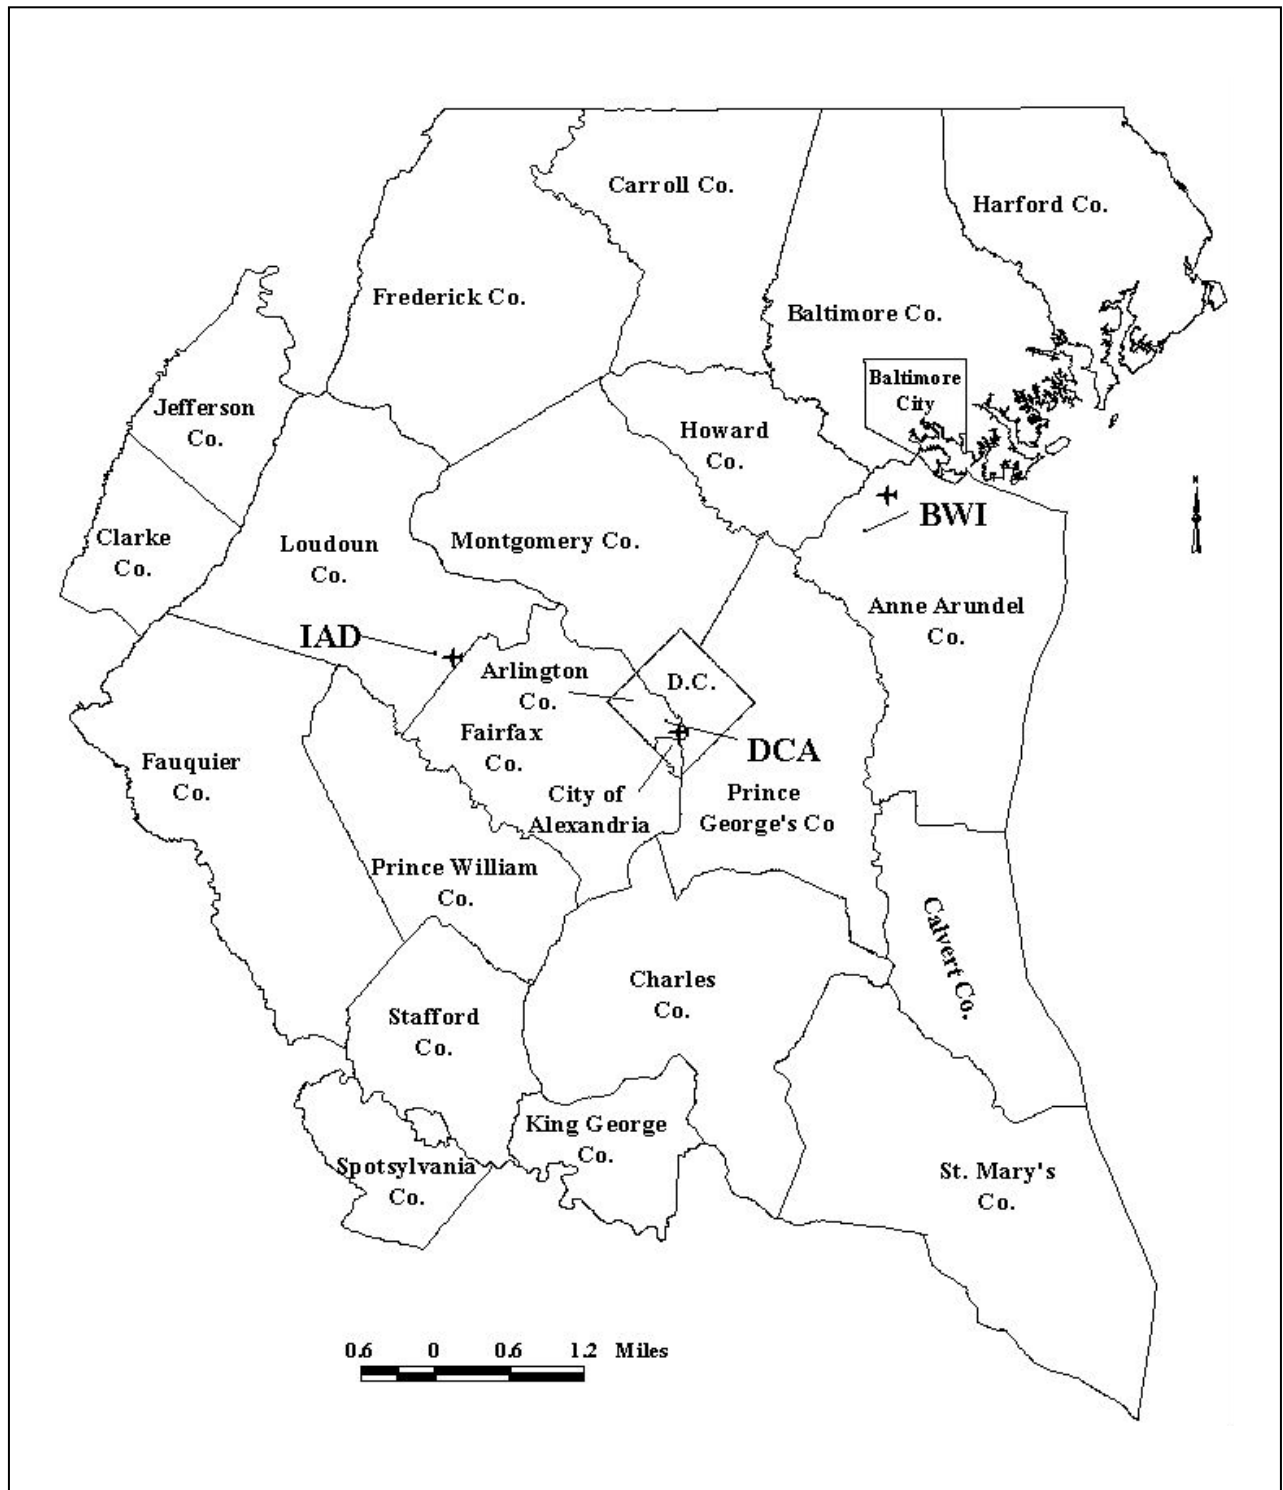 Carroll Co.
Harford Co.
Frederick Co.
Baltimore Co.
Baltimore
City
Jefferson
Co.
Howard
Co.
N
BWI
Clarke
Co.
Loudoun
Co.
Montgomery Co.
Anne Arundel
Co.
IAD
Arlington
Co.
D.C.
Fairfax
Co.
DCA
Fauquier
Co.
City of
Alexandria
Prince
George's Co
Prince William
Co.
Calvert Co.
Charles
Co.
Stafford
Co.
King George
Co.
Spotsylvania
Co.
St. Mary's
Co.
0.6 0 0.6 1.2 Miles